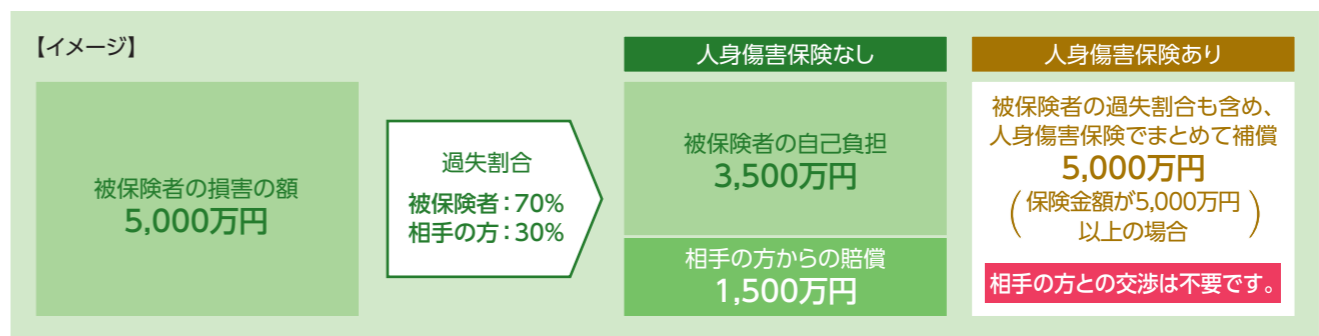 【イメージ】
被保険者の損害の額
5,000万円
過失割合
被保険者：70%
相手の方：30%
人身傷害保険なし
被保険者の自己負担
3,500万円
相手の方からの賠償
1,500万円
人身傷害保険あり
被保険者の過失割合も含め、
人身傷害保険でまとめて補償
5,000万円
（保険金額が5,000万円
以上の場合）
相手の方との交渉は不要です。